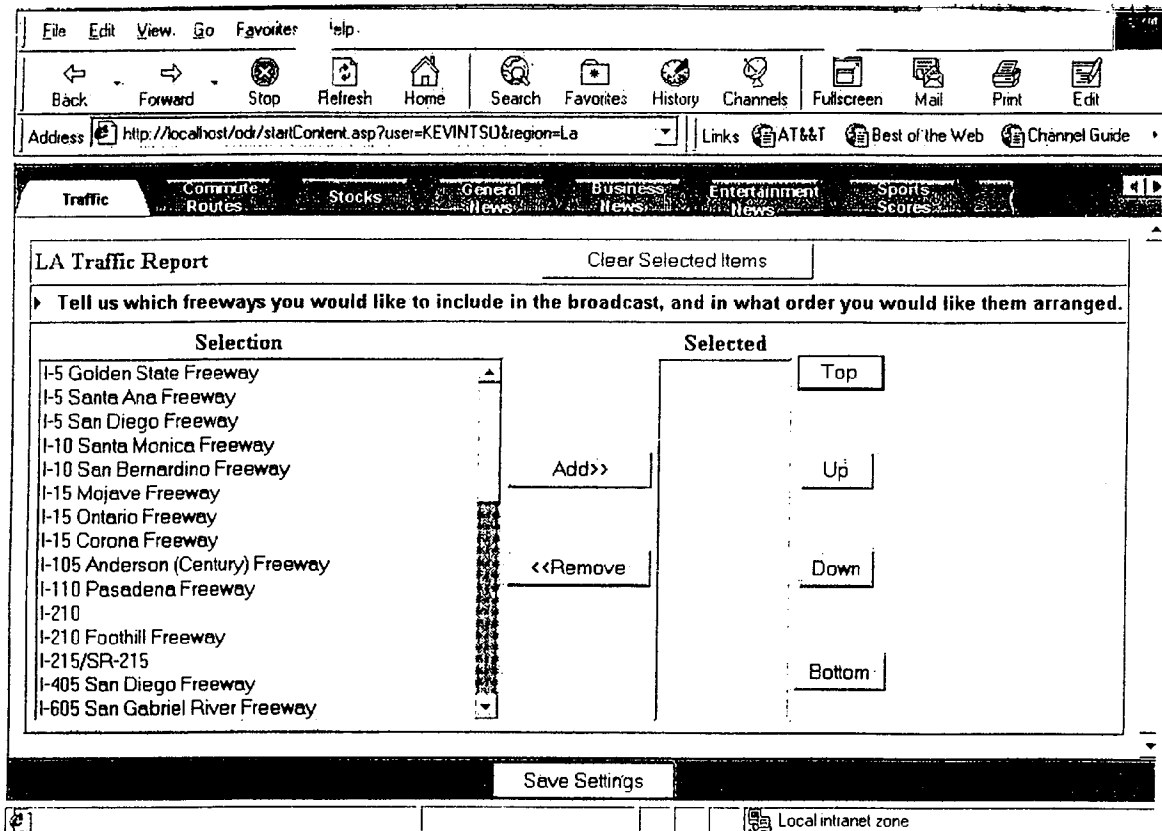 File Edit View Go Favorites Help
Back Forward Stop Refresh Home Search Favorites History Channels Fullscreen Mail Print Edit
Address http://localhost/odr/startContent.asp?user=KEVINTSU&region=La Links AT&T Best of the Web Channel Guide
Traffic Commute Routes Stocks General News Business News Entertainment News Sports Scores
LA Traffic Report Clear Selected Items
Tell us which freeways you would like to include in the broadcast, and in what order you would like them arranged.
Selection Selected
I-5 Golden State Freeway
I-5 Santa Ana Freeway
I-5 San Diego Freeway
I-10 Santa Monica Freeway
I-10 San Bernardino Freeway
I-15 Mojave Freeway
I-15 Ontario Freeway
I-15 Corona Freeway
I-105 Anderson (Century) Freeway
I-110 Pasadena Freeway
I-210
I-210 Foothill Freeway
I-215/SR-215
I-405 San Diego Freeway
I-605 San Gabriel River Freeway
Add>>
<<Remove
Top
Up
Down
Bottom
Save Settings
Local intranet zone